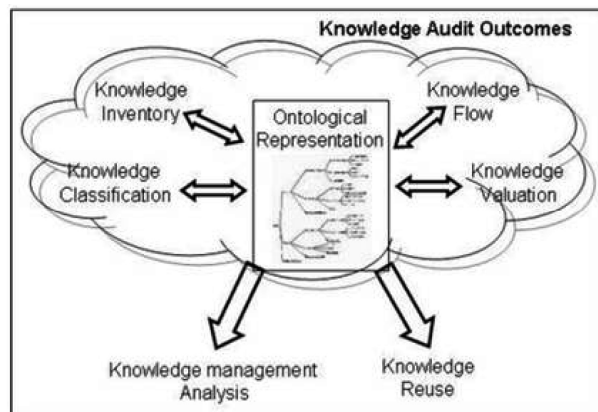 Knowledge Audit Outcomes
Knowledge
Inventory
Ontological
Representation
Knowledge
Flow
Knowledge
Classification
Knowledge
Valuation
Knowledge management
Analysis
Knowledge
Reuse